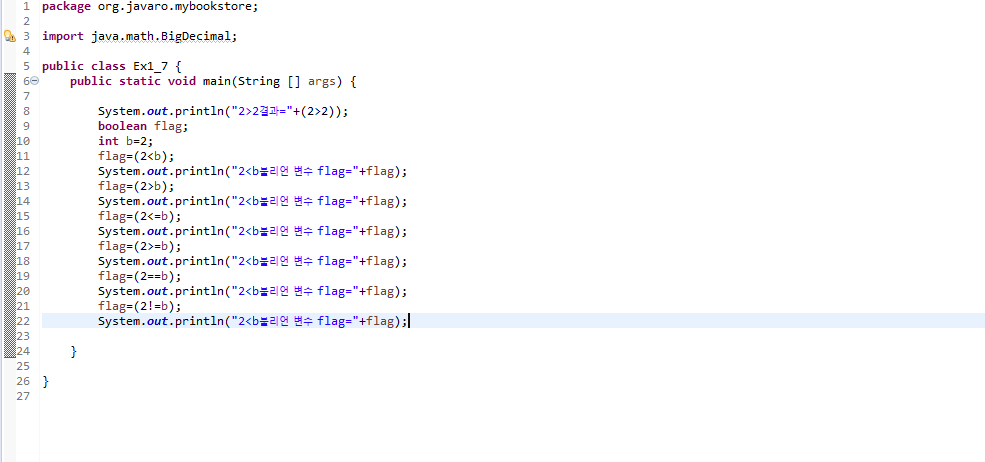 1 package org.javaro.mybookstore;
2
3 import java.math.BigDecimal;
4
5 public class Ex1_7 {
6 public static void main(String [] args) {
7
8 System.out.println("2>2결과="+(2>2));
9 boolean flag;
10 int b=2;
11 flag=(2<b);
12 System.out.println("2<b불리언 변수 flag="+flag);
13 flag=(2>b);
14 System.out.println("2<b불리언 변수 flag="+flag);
15 flag=(2<=b);
16 System.out.println("2<b불리언 변수 flag="+flag);
17 flag=(2>=b);
18 System.out.println("2<b불리언 변수 flag="+flag);
19 flag=(2==b);
20 System.out.println("2<b불리언 변수 flag="+flag);
21 flag=(2!=b);
22 System.out.println("2<b불리언 변수 flag="+flag);
23
24 }
25
26 }
27